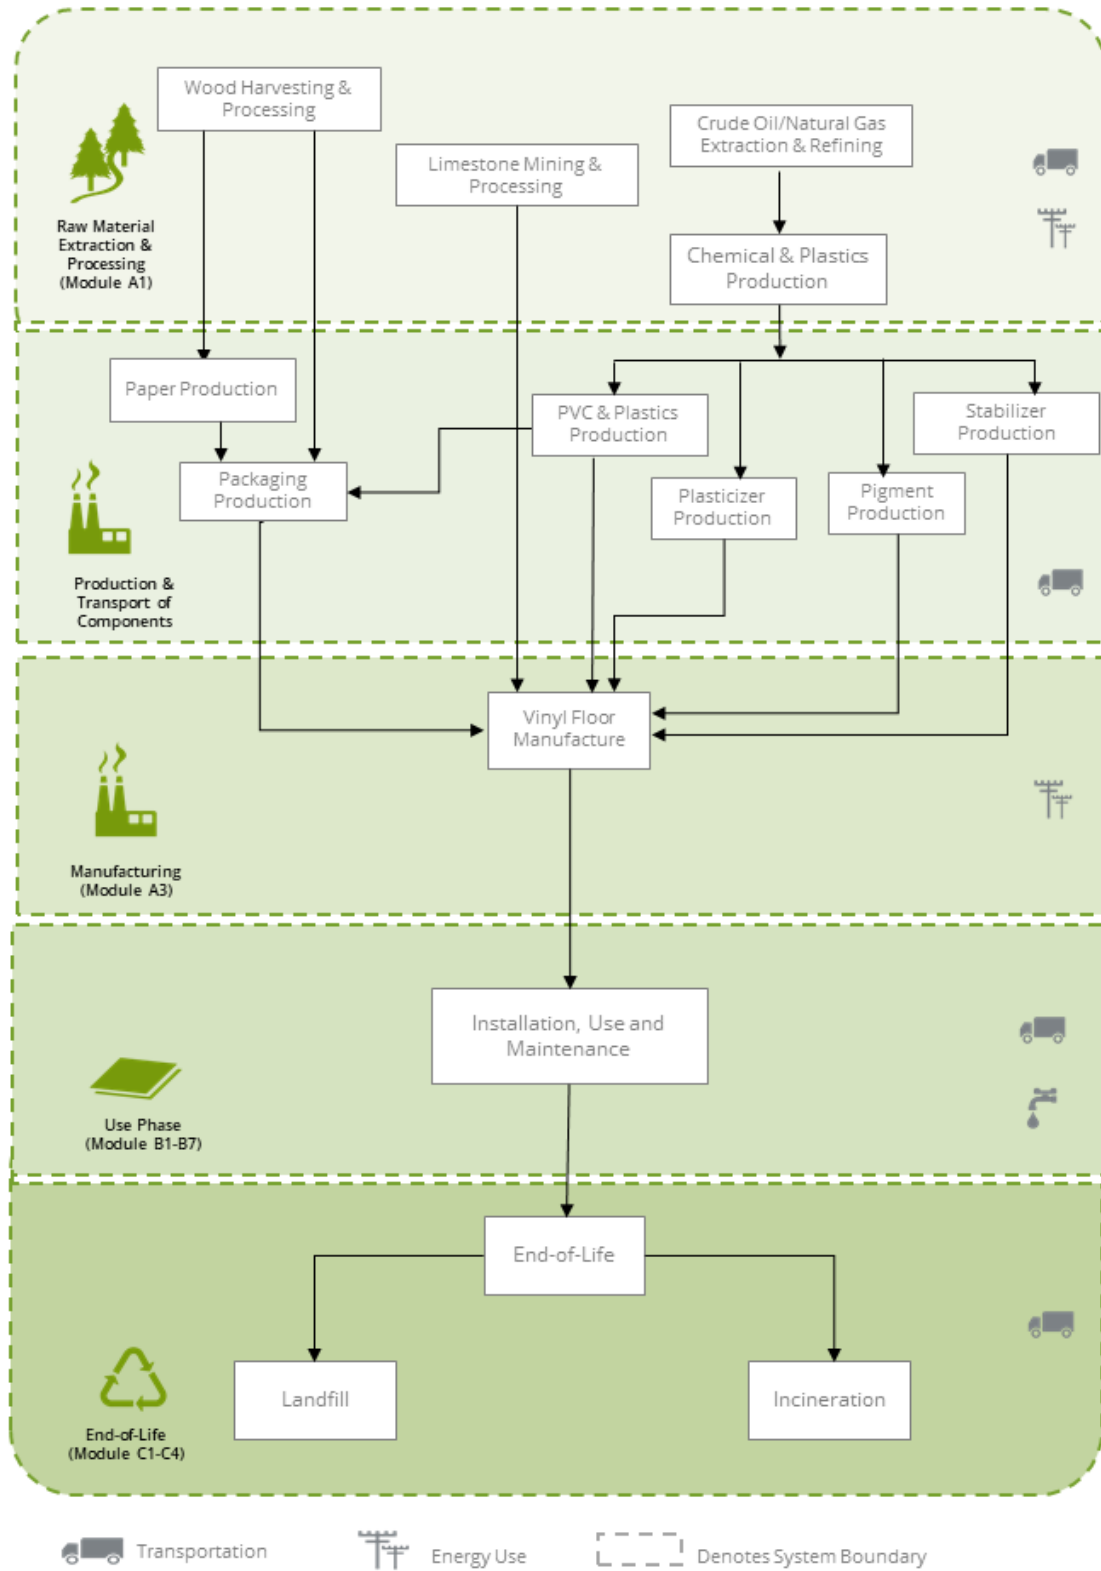 Wood Harvesting &
Processing
Crude Oil/Natural Gas
Extraction & Refining
Limestone Mining &
Processing
Raw Material
Extraction &
Processing
(Module A1)
Chemical & Plastics
Production
Paper Production
PVC & Plastics
Production
Stabilizer
Production
Packaging
Production
Plasticizer
Production
Pigment
Production
Production &
Transport of
Components
Vinyl Floor
Manufacture
Manufacturing
(Module A3)
Installation, Use and
Maintenance
Use Phase
(Module B1-B7)
End-of-Life
Landfill
Incineration
End-of-Life
(Module C1-C4)
Transportation
Energy Use
Denotes System Boundary